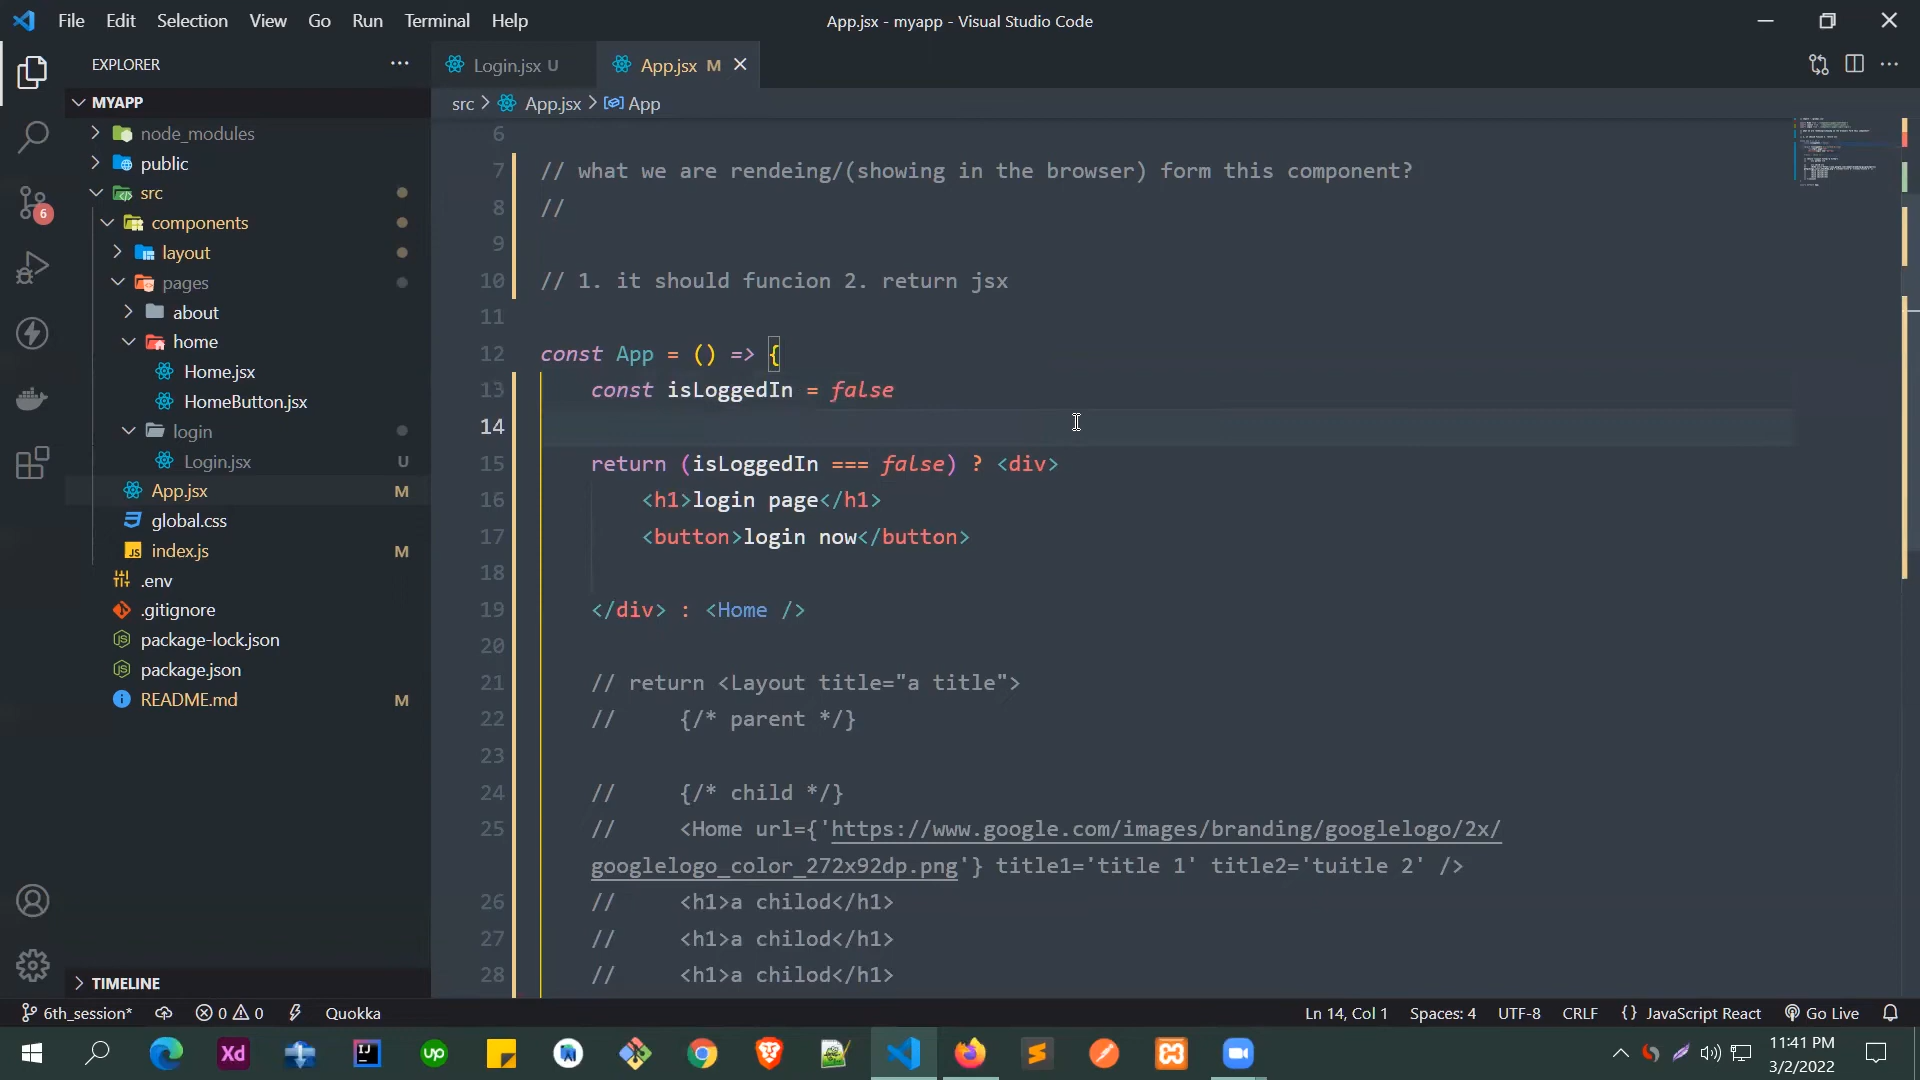 File Edit Selection View Go Run Terminal Help
App.jsx - myapp - Visual Studio Code
EXPLORER
MYAPP
node_modules
public
src
components
layout
pages
about
home
Home.jsx
HomeButton.jsx
login
Login.jsx U
App.jsx M
global.css
index.js M
.env
.gitignore
package-lock.json
package.json
README.md M
TIMELINE
6
Login.jsx U App.jsx M
src > App.jsx > App
6
7 // what we are rendeing/(showing in the browser) form this component?
8 //
9
10 // 1. it should funcion 2. return jsx
11
12 const App = () => {
13 const isLoggedIn = false
14
15 return (isLoggedIn === false) ? <div>
16 <h1>login page</h1>
17 <button>login now</button>
18
19 </div> : <Home />
20
21 // return <Layout title="a title">
22 // {/* parent */}
23
24 // {/* child */}
25 // <Home url={'https://www.google.com/images/branding/googlelogo/2x/
googlelogo_color_272x92dp.png'} title1='title 1' title2='tuitle 2' />
26 // <h1>a chilod</h1>
27 // <h1>a chilod</h1>
28 // <h1>a chilod</h1>
6th_session* 0 0 Quokka Ln 14, Col 1 Spaces: 4 UTF-8 CRLF {} JavaScript React Go Live
Xd IJ up
11:41 PM
3/2/2022